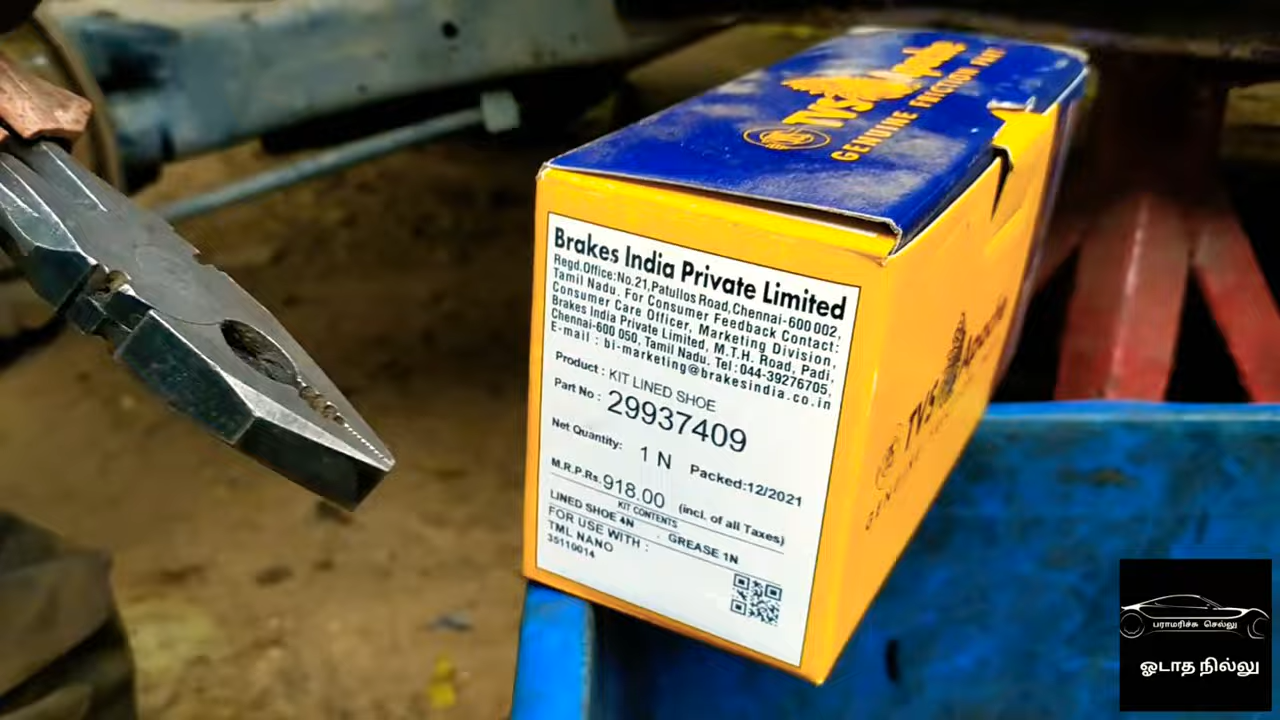 TVS Apache
GENUINE FRICTION PART
Brakes India Private Limited
Regd.Office:No.21,Patullos Road,Chennai-600 002,
Tamil Nadu. For Consumer Feedback Contact:
Consumer Care Officer, Marketing Division,
Brakes India Private Limited, M.T.H. Road, Padi,
Chennai-600 050, Tamil Nadu. Tel:044-39276705,
E-mail : bi-marketing@brakesindia.co.in
Product : KIT LINED SHOE
Part No : 29937409
Net Quantity: 1 N Packed:12/2021
M.R.P.Rs. 918.00 (incl. of all Taxes)
KIT CONTENTS
LINED SHOE 4N GREASE 1N
FOR USE WITH :
TML NANO
35110014
TVS Apache
பராமரிச்சு செல்லு
ஓடாத நில்லு